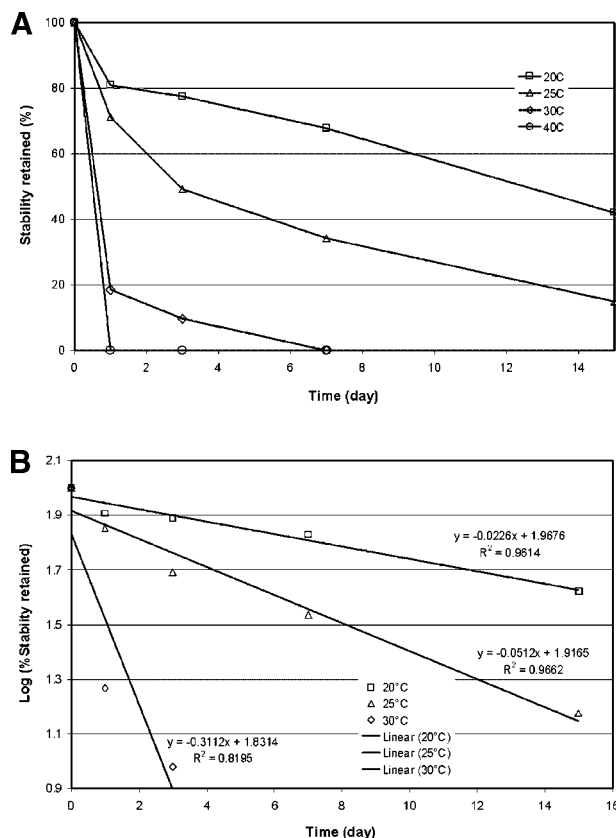 A
Stability retained (%)
100
80
60
40
20
0
20C
25C
30C
40C
0 2 4 6 8 10 12 14
Time (day)
B
Log (%Stability retained)
2.1
1.9
1.7
1.5
1.3
1.1
0.9
y = -0.0226x + 1.9676
R² = 0.9614
y = -0.0512x + 1.9165
R² = 0.9662
y = -0.3112x + 1.8314
R² = 0.8195
20°C
25°C
30°C
Linear (20°C)
Linear (25°C)
Linear (30°C)
0 2 4 6 8 10 12 14 16
Time (day)